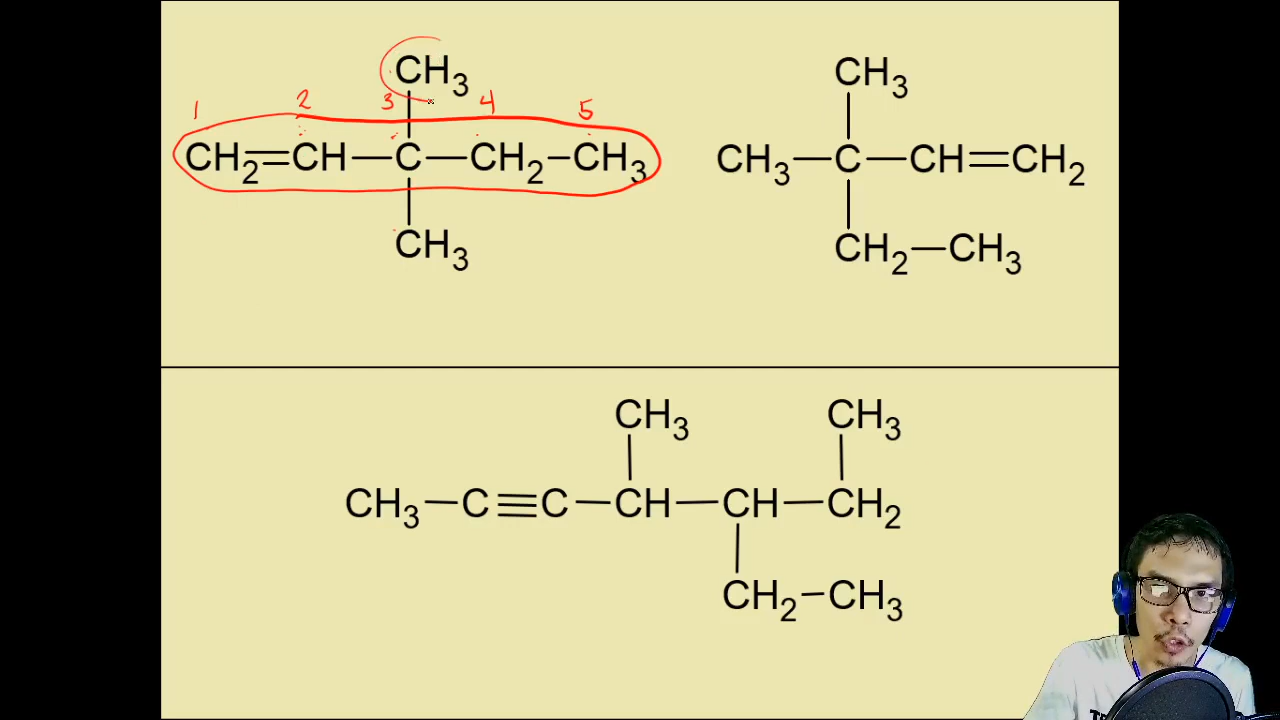 CH3
1 2 3 4 5
CH2=CH—C—CH2—CH3
CH3
CH3
CH3—C—CH=CH2
CH2—CH3
CH3 CH3
CH3—C≡C—CH—CH—CH2
CH2—CH3